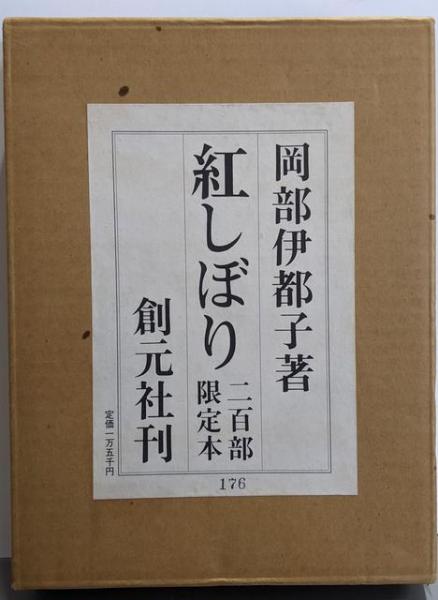 岡部伊都子著
紅しぼり
二百部
限定本
創元社刊
定価一万五千円
176